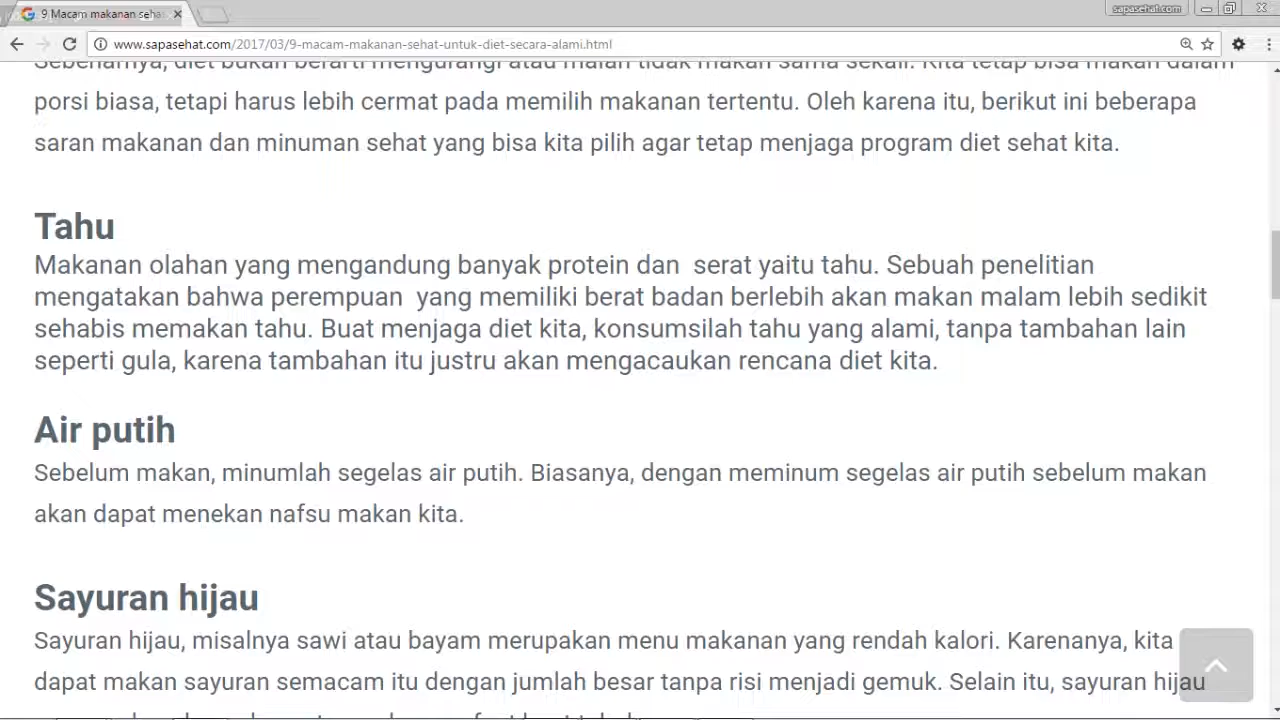 9 Macam makanan sehat
sapasehat.com
www.sapasehat.com/2017/03/9-macam-makanan-sehat-untuk-diet-secara-alami.html
Sebenarnya, diet bukan berarti mengurangi atau malah tidak makan sama sekali. Kita tetap bisa makan dalam
porsi biasa, tetapi harus lebih cermat pada memilih makanan tertentu. Oleh karena itu, berikut ini beberapa
saran makanan dan minuman sehat yang bisa kita pilih agar tetap menjaga program diet sehat kita.
Tahu
Makanan olahan yang mengandung banyak protein dan  serat yaitu tahu. Sebuah penelitian
mengatakan bahwa perempuan  yang memiliki berat badan berlebih akan makan malam lebih sedikit
sehabis memakan tahu. Buat menjaga diet kita, konsumsilah tahu yang alami, tanpa tambahan lain
seperti gula, karena tambahan itu justru akan mengacaukan rencana diet kita.
Air putih
Sebelum makan, minumlah segelas air putih. Biasanya, dengan meminum segelas air putih sebelum makan
akan dapat menekan nafsu makan kita.
Sayuran hijau
Sayuran hijau, misalnya sawi atau bayam merupakan menu makanan yang rendah kalori. Karenanya, kita
dapat makan sayuran semacam itu dengan jumlah besar tanpa risi menjadi gemuk. Selain itu, sayuran hijau